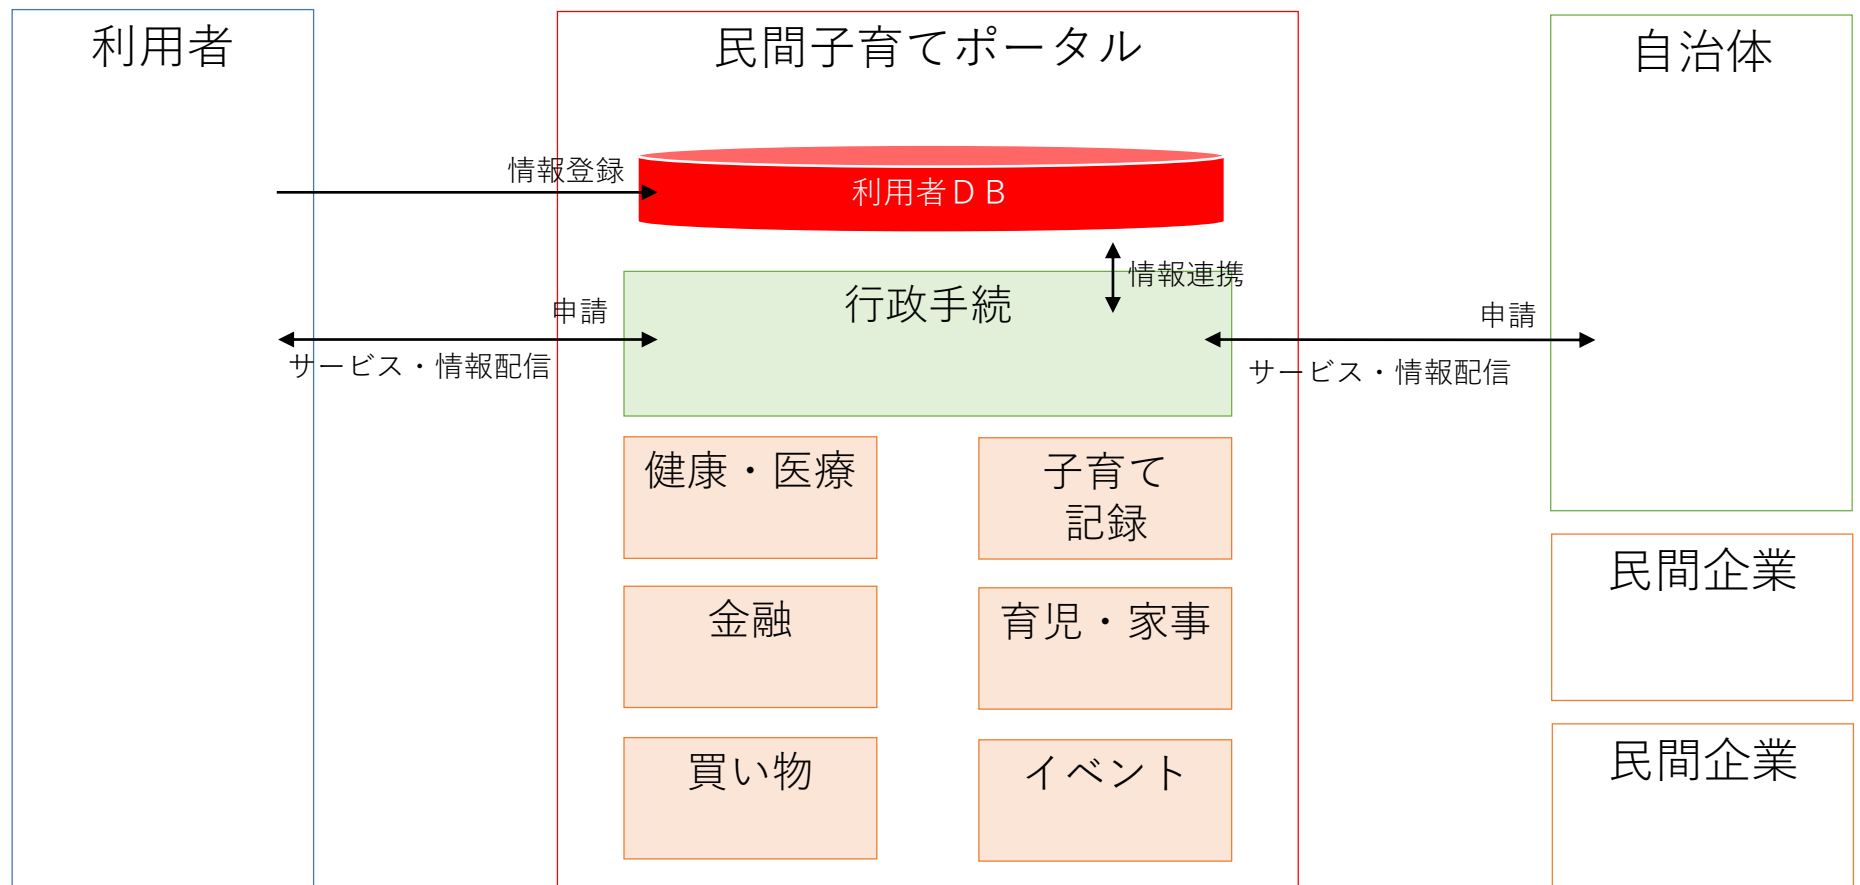 利用者
民間子育てポータル
自治体
情報登録
利用者ＤＢ
情報連携
行政手続
申請
サービス・情報配信
申請
サービス・情報配信
健康・医療
子育て
記録
金融
育児・家事
買い物
イベント
民間企業
民間企業